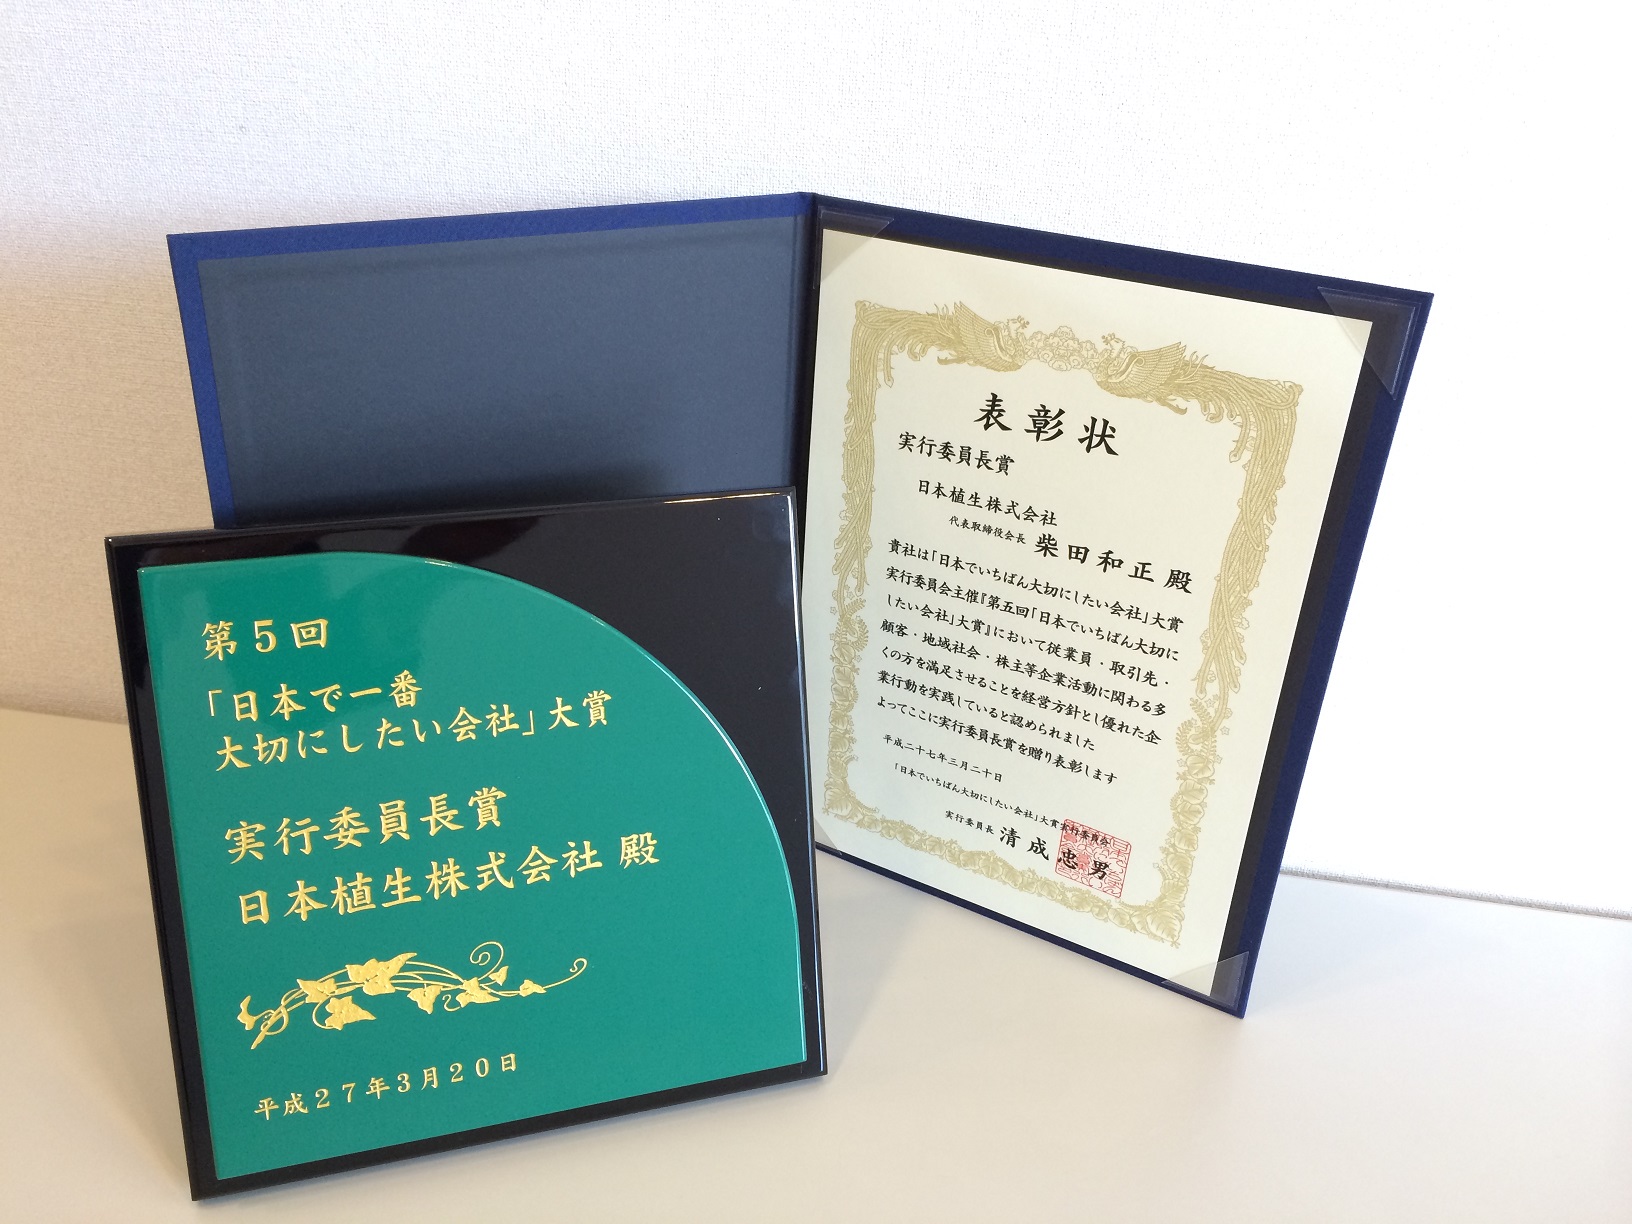 第5回
「日本で一番
大切にしたい会社」大賞
実行委員長賞
日本植生株式会社 殿
平成27年3月20日
表彰状
実行委員長賞
日本植生株式会社
代表取締役会長 柴田和正 殿
貴社は「日本でいちばん大切にしたい会社」大賞
実行委員会主催『第五回「日本でいちばん大切に
したい会社」大賞』において従業員・取引先・
顧客・地域社会・株主等企業活動に関わる多
くの方を満足させることを経営方針とし優れた企
業行動を実践していると認められました
よってここに実行委員長賞を贈り表彰します
平成二十七年三月二十日
「日本でいちばん大切にしたい会社」大賞実行委員会
実行委員長 清成忠男